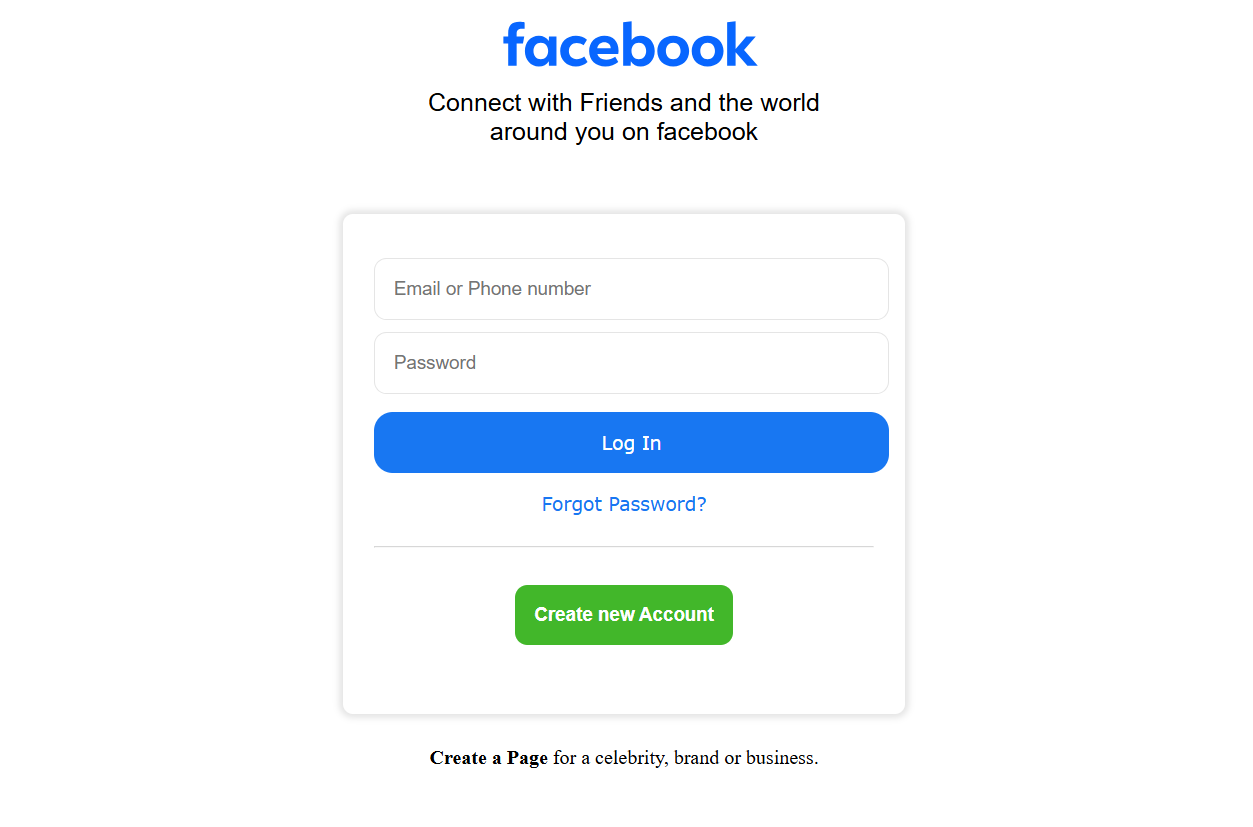 facebook
Connect with Friends and the world
around you on facebook
Email or Phone number
Password
Log In
Forgot Password?
Create new Account
Create a Page for a celebrity, brand or business.